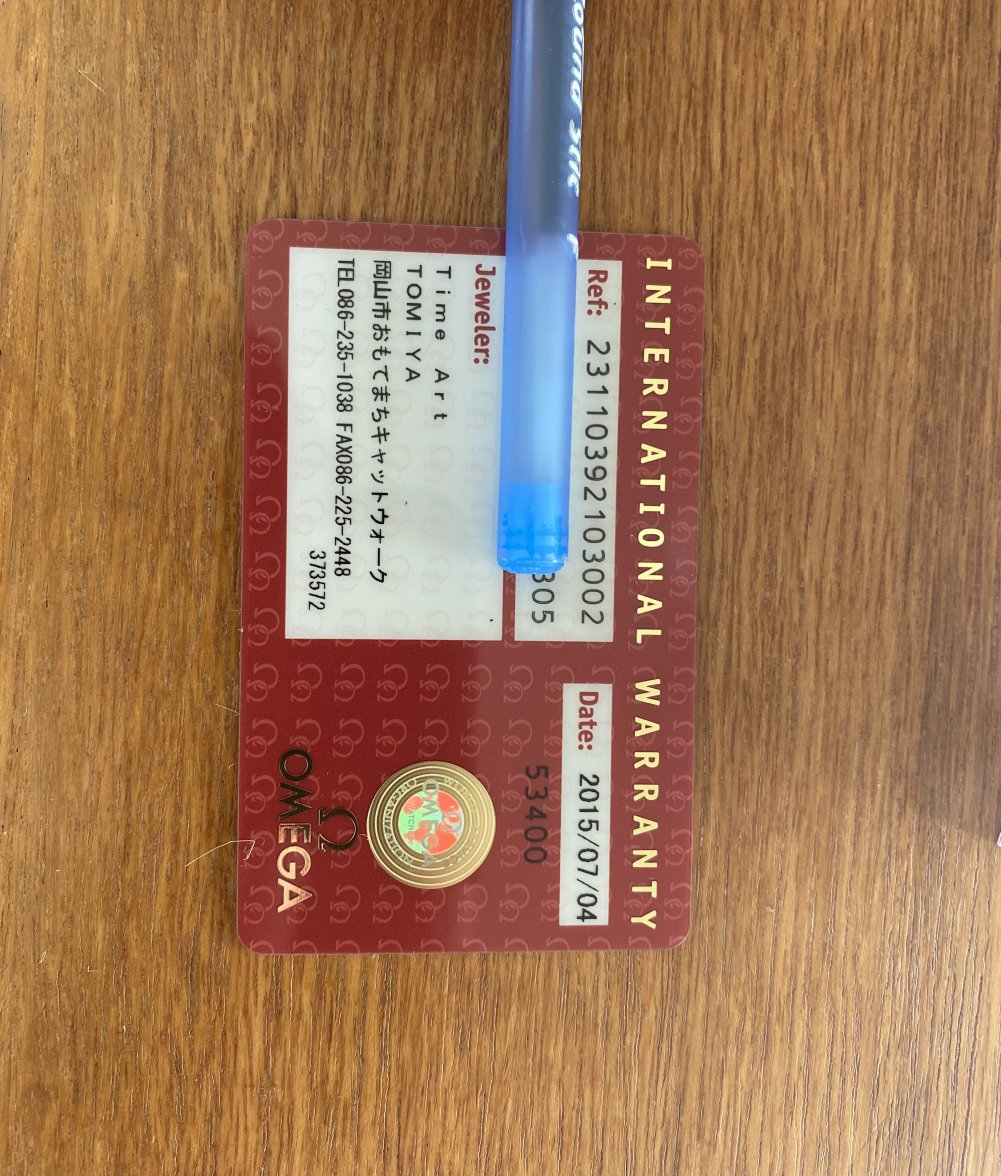 INTERNATIONAL WARRANTY
Ref: 23110392103002
305
Date: 2015/07/04
53400
Jeweler:
Time Art
TOMIYA
岡山市おもてまちキャットウォーク
TEL086-235-1038 FAX086-225-2448
373572
OMEGA
Ω
OMEGA